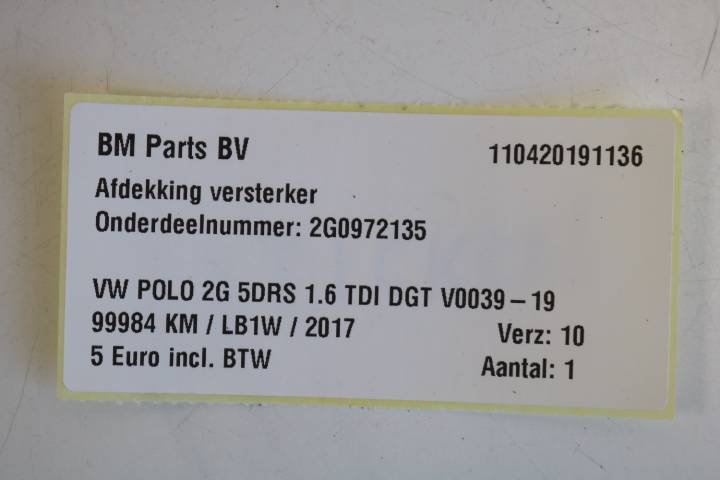 BM Parts BV 110420191136
Afdekking versterker
Onderdeelnummer: 2G0972135
VW POLO 2G 5DRS 1.6 TDI DGT V0039 – 19
99984 KM / LB1W / 2017 Verz: 10
5 Euro incl. BTW Aantal: 1